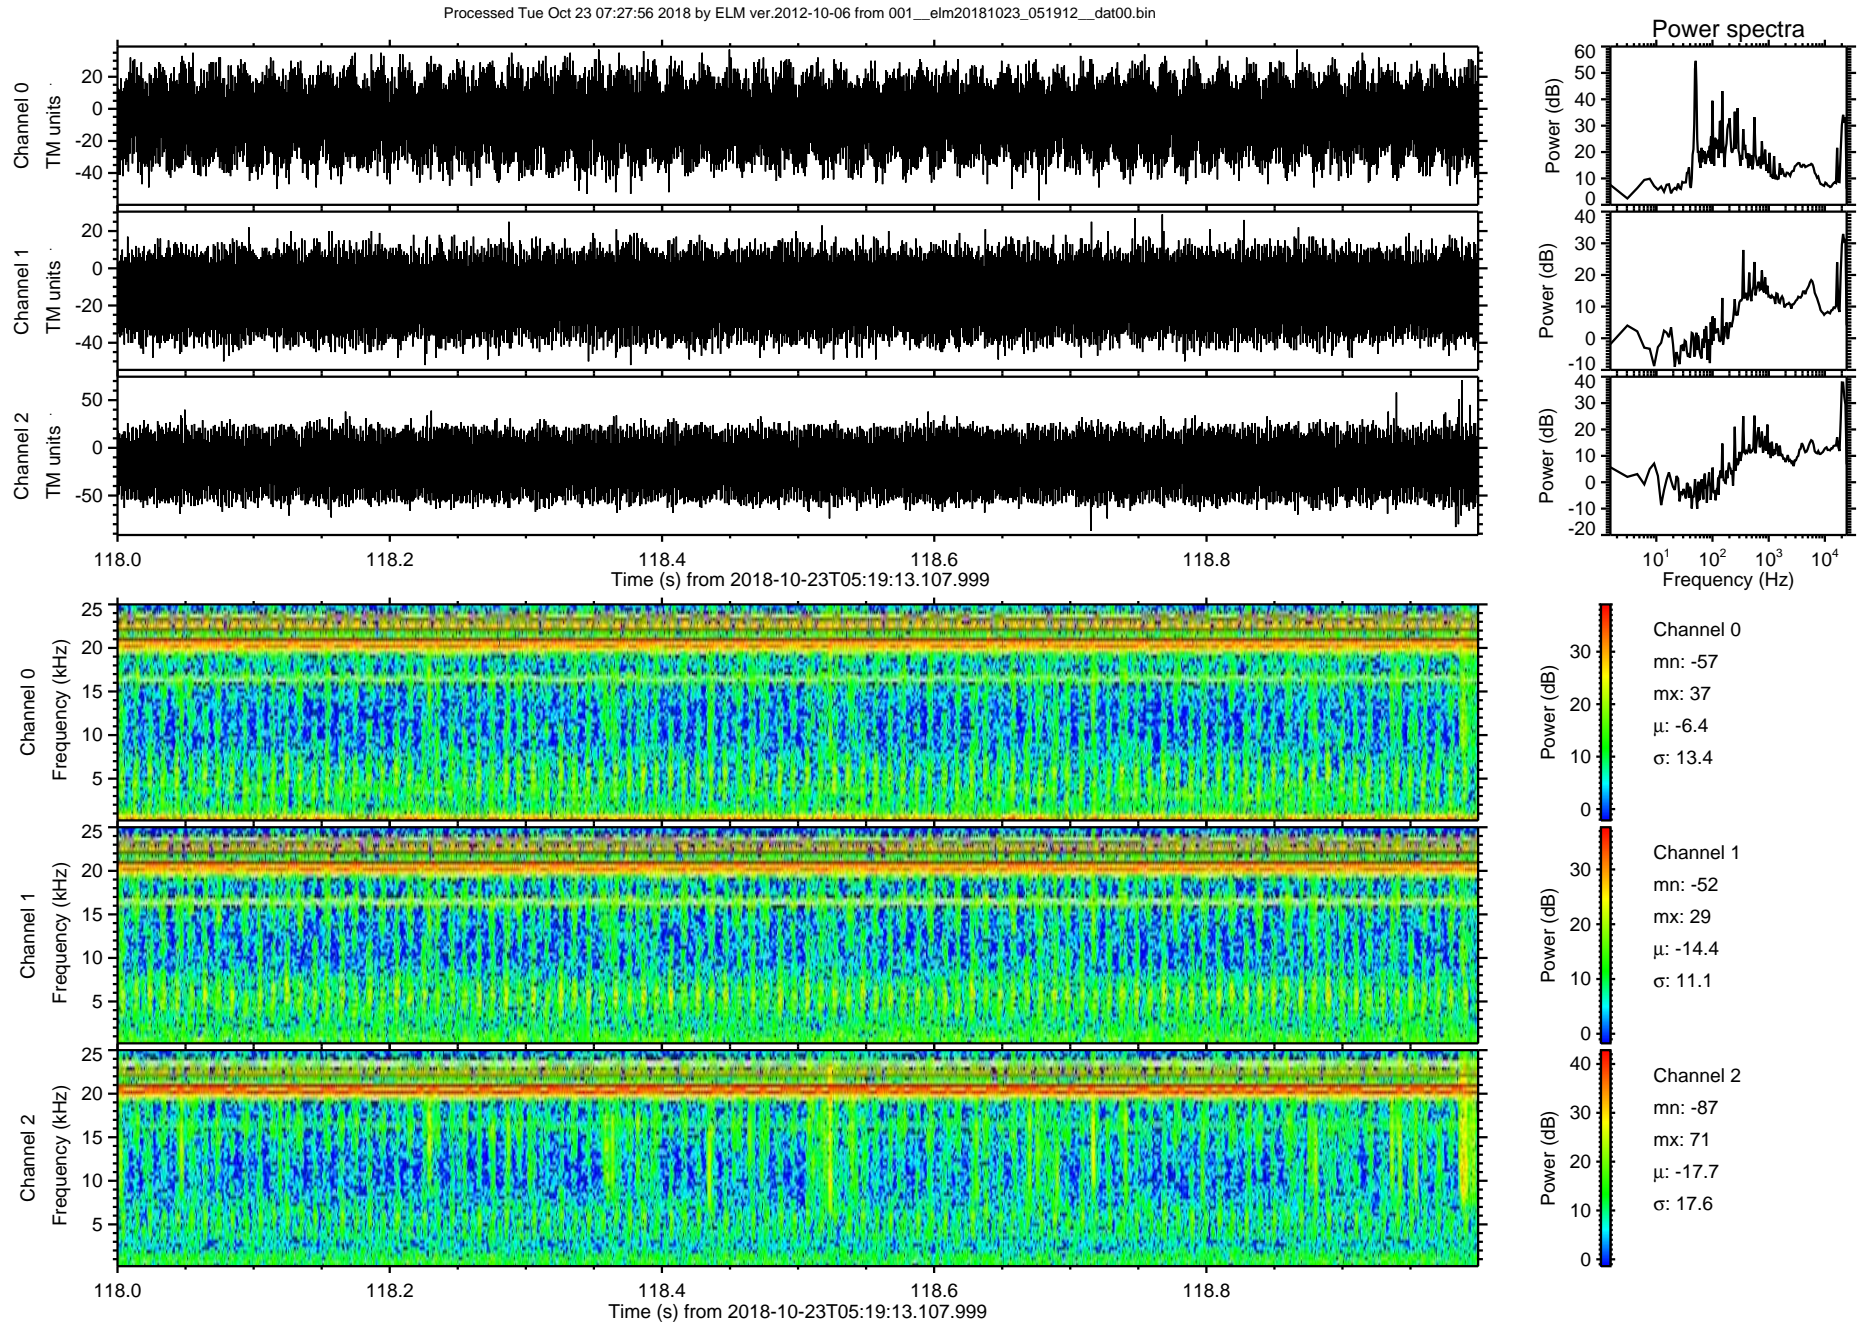 Processed Tue Oct 23 07:27:56 2018 by ELM ver.2012-10-06 from 001__elm20181023_051912__dat00.bin
Power spectra
Channel 0
TM units
20
0
-20
-40
Power (dB)
60
50
40
30
20
10
0
Channel 1
TM units
20
0
-20
-40
Power (dB)
40
30
20
10
0
-10
Channel 2
TM units
50
0
-50
Power (dB)
40
30
20
10
0
-10
-20
118.0 118.2 118.4 118.6 118.8
Time (s) from 2018-10-23T05:19:13.107.999
10^1 10^2 10^3 10^4
Frequency (Hz)
Channel 0
Frequency (kHz)
25
20
15
10
5
Power (dB)
30
20
10
0
Channel 0
mn: -57
mx: 37
μ: -6.4
σ: 13.4
Channel 1
Frequency (kHz)
25
20
15
10
5
Power (dB)
30
20
10
0
Channel 1
mn: -52
mx: 29
μ: -14.4
σ: 11.1
Channel 2
Frequency (kHz)
25
20
15
10
5
Power (dB)
40
30
20
10
0
Channel 2
mn: -87
mx: 71
μ: -17.7
σ: 17.6
118.0 118.2 118.4 118.6 118.8
Time (s) from 2018-10-23T05:19:13.107.999